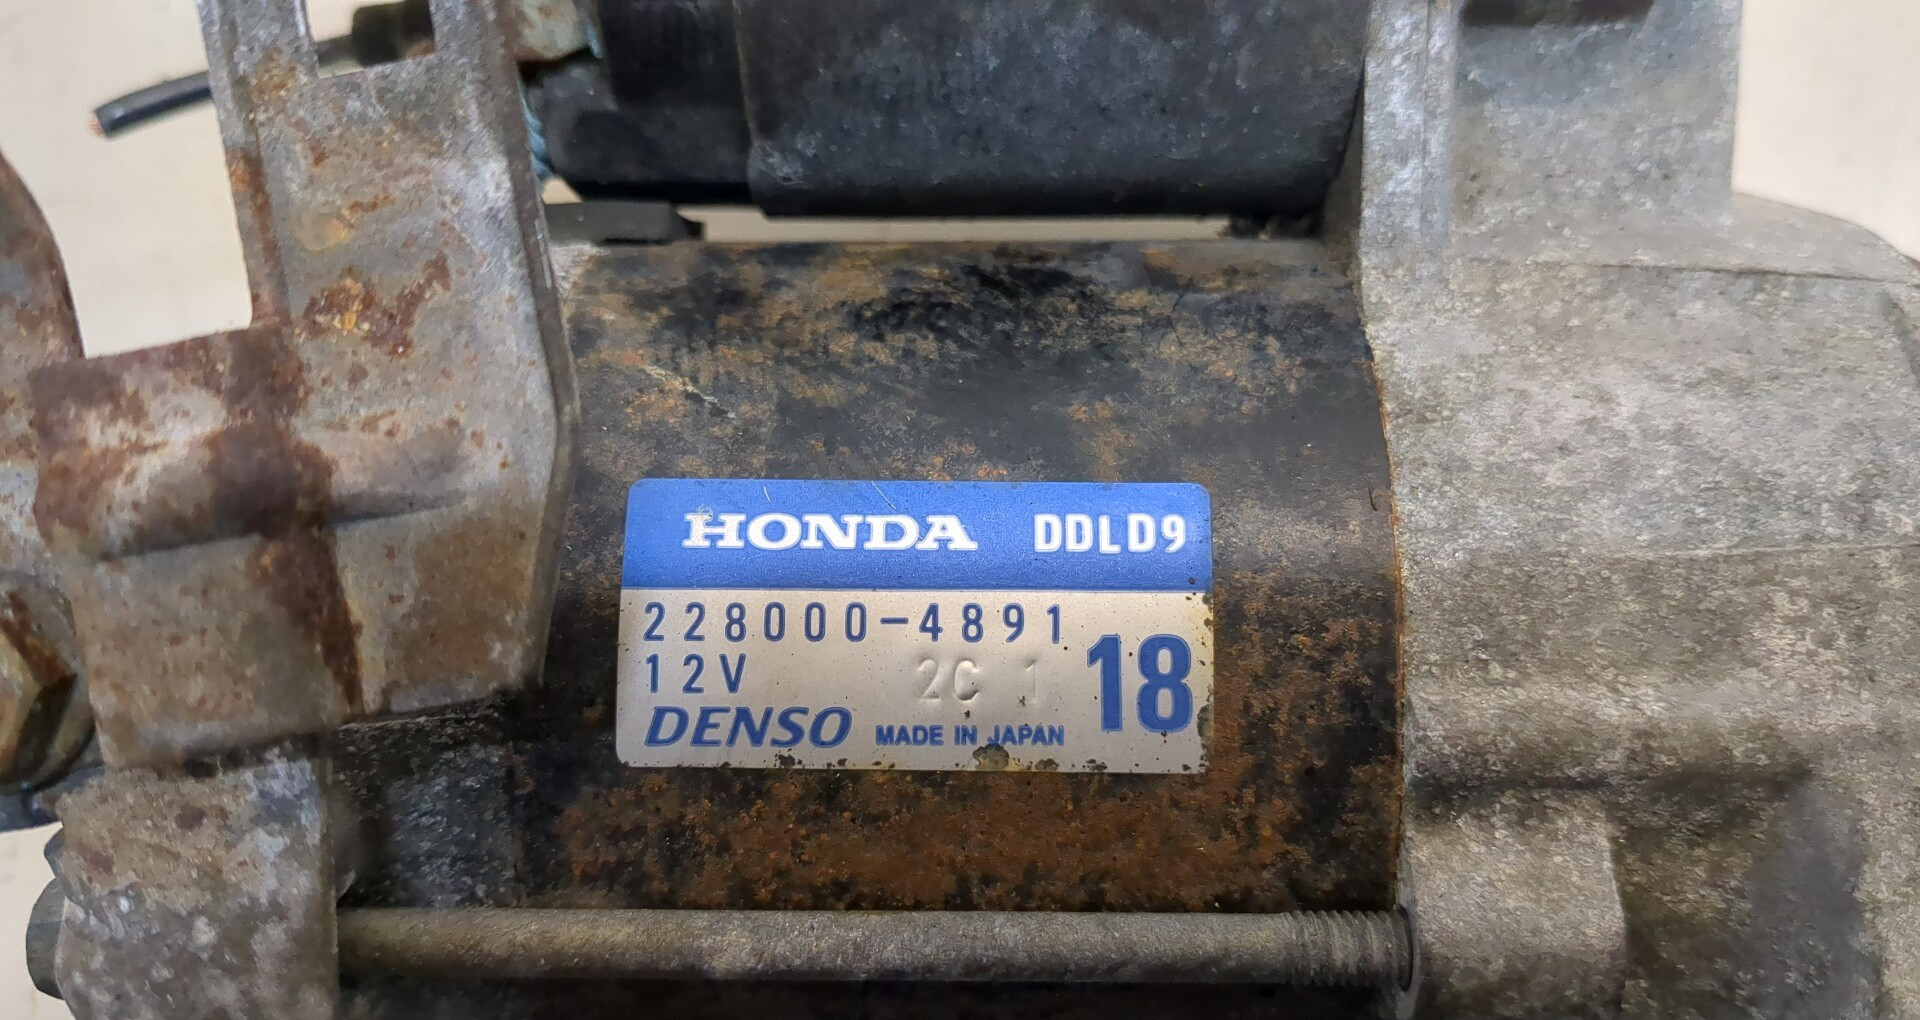 HONDA DDLD9
228000-4891
12V 2C 1 18
DENSO MADE IN JAPAN